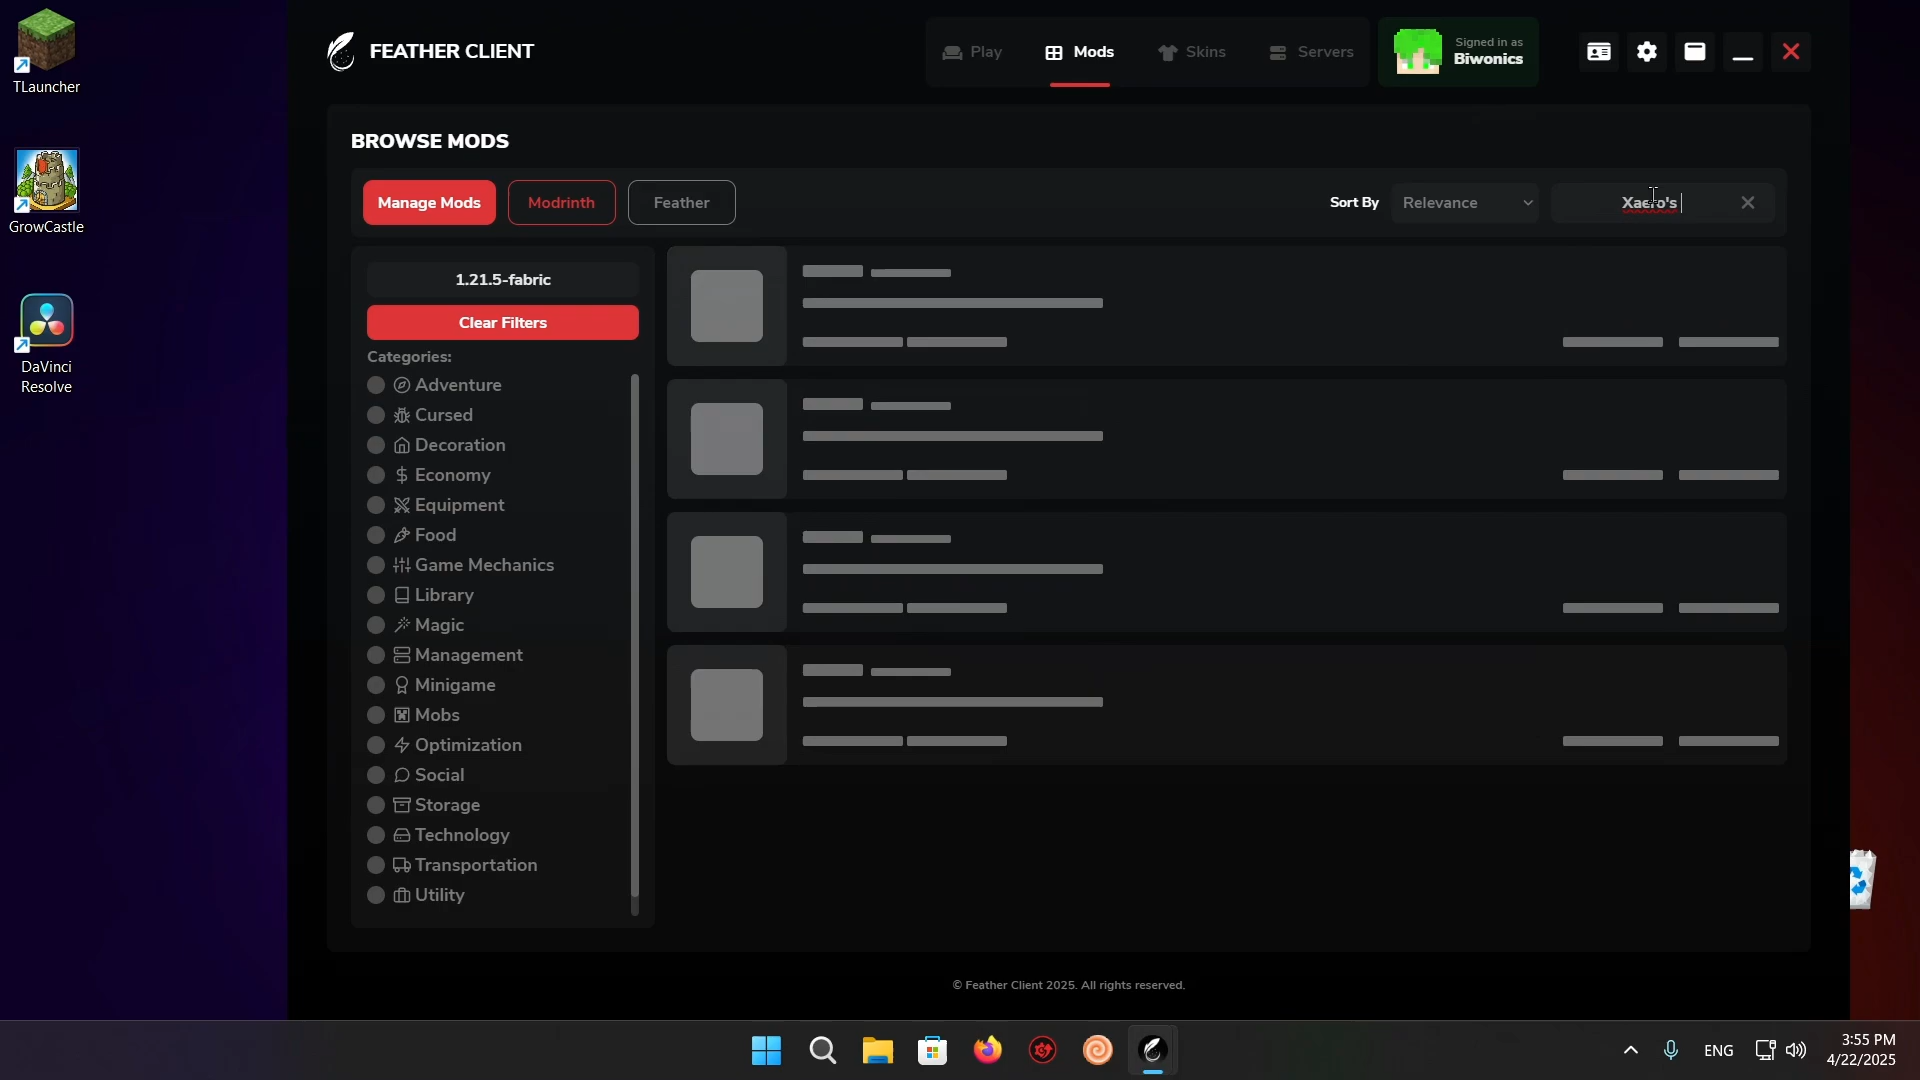 TLauncher
GrowCastle
DaVinci
Resolve
FEATHER CLIENT
Play
Mods
Skins
Servers
Signed in as
Biwonics
BROWSE MODS
Manage Mods
Modrinth
Feather
Sort By
Relevance
Xaero's
1.21.5-fabric
Clear Filters
Categories:
Adventure
Cursed
Decoration
Economy
Equipment
Food
Game Mechanics
Library
Magic
Management
Minigame
Mobs
Optimization
Social
Storage
Technology
Transportation
Utility
© Feather Client 2025. All rights reserved.
ENG
3:55 PM
4/22/2025